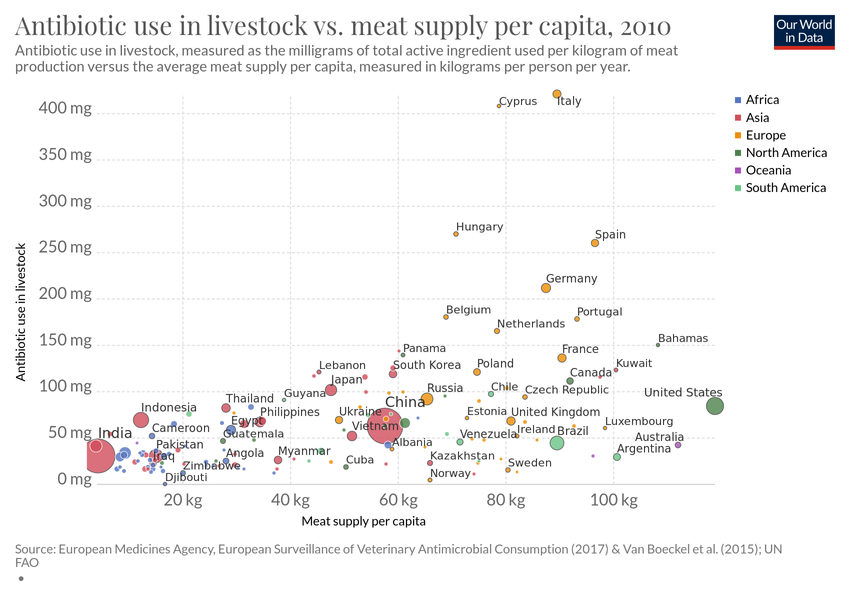 Antibiotic use in livestock vs. meat supply per capita, 2010
Our World
in Data
Antibiotic use in livestock, measured as the milligrams of total active ingredient used per kilogram of meat
production versus the average meat supply per capita, measured in kilograms per person per year.
Africa
Asia
Europe
North America
Oceania
South America
Antibiotic use in livestock
400 mg
350 mg
300 mg
250 mg
200 mg
150 mg
100 mg
50 mg
0 mg
Cyprus
Italy
Hungary
Spain
Germany
Belgium
Portugal
Netherlands
Bahamas
Panama
France
Lebanon
South Korea
Poland
Kuwait
Japan
Canada
Russia
Chile
Czech Republic
United States
Guyana
Thailand
China
Indonesia
Egypt
Philippines
Ukraine
Estonia
United Kingdom
Luxembourg
India
Cameroon
Guatemala
Vietnam
Venezuela
Ireland
Brazil
Australia
Pakistan
Albania
Argentina
Iraq
Angola
Myanmar
Cuba
Kazakhstan
Zimbabwe
Sweden
Djibouti
Norway
20 kg
40 kg
60 kg
80 kg
100 kg
Meat supply per capita
Source: European Medicines Agency, European Surveillance of Veterinary Antimicrobial Consumption (2017) & Van Boeckel et al. (2015); UN
FAO